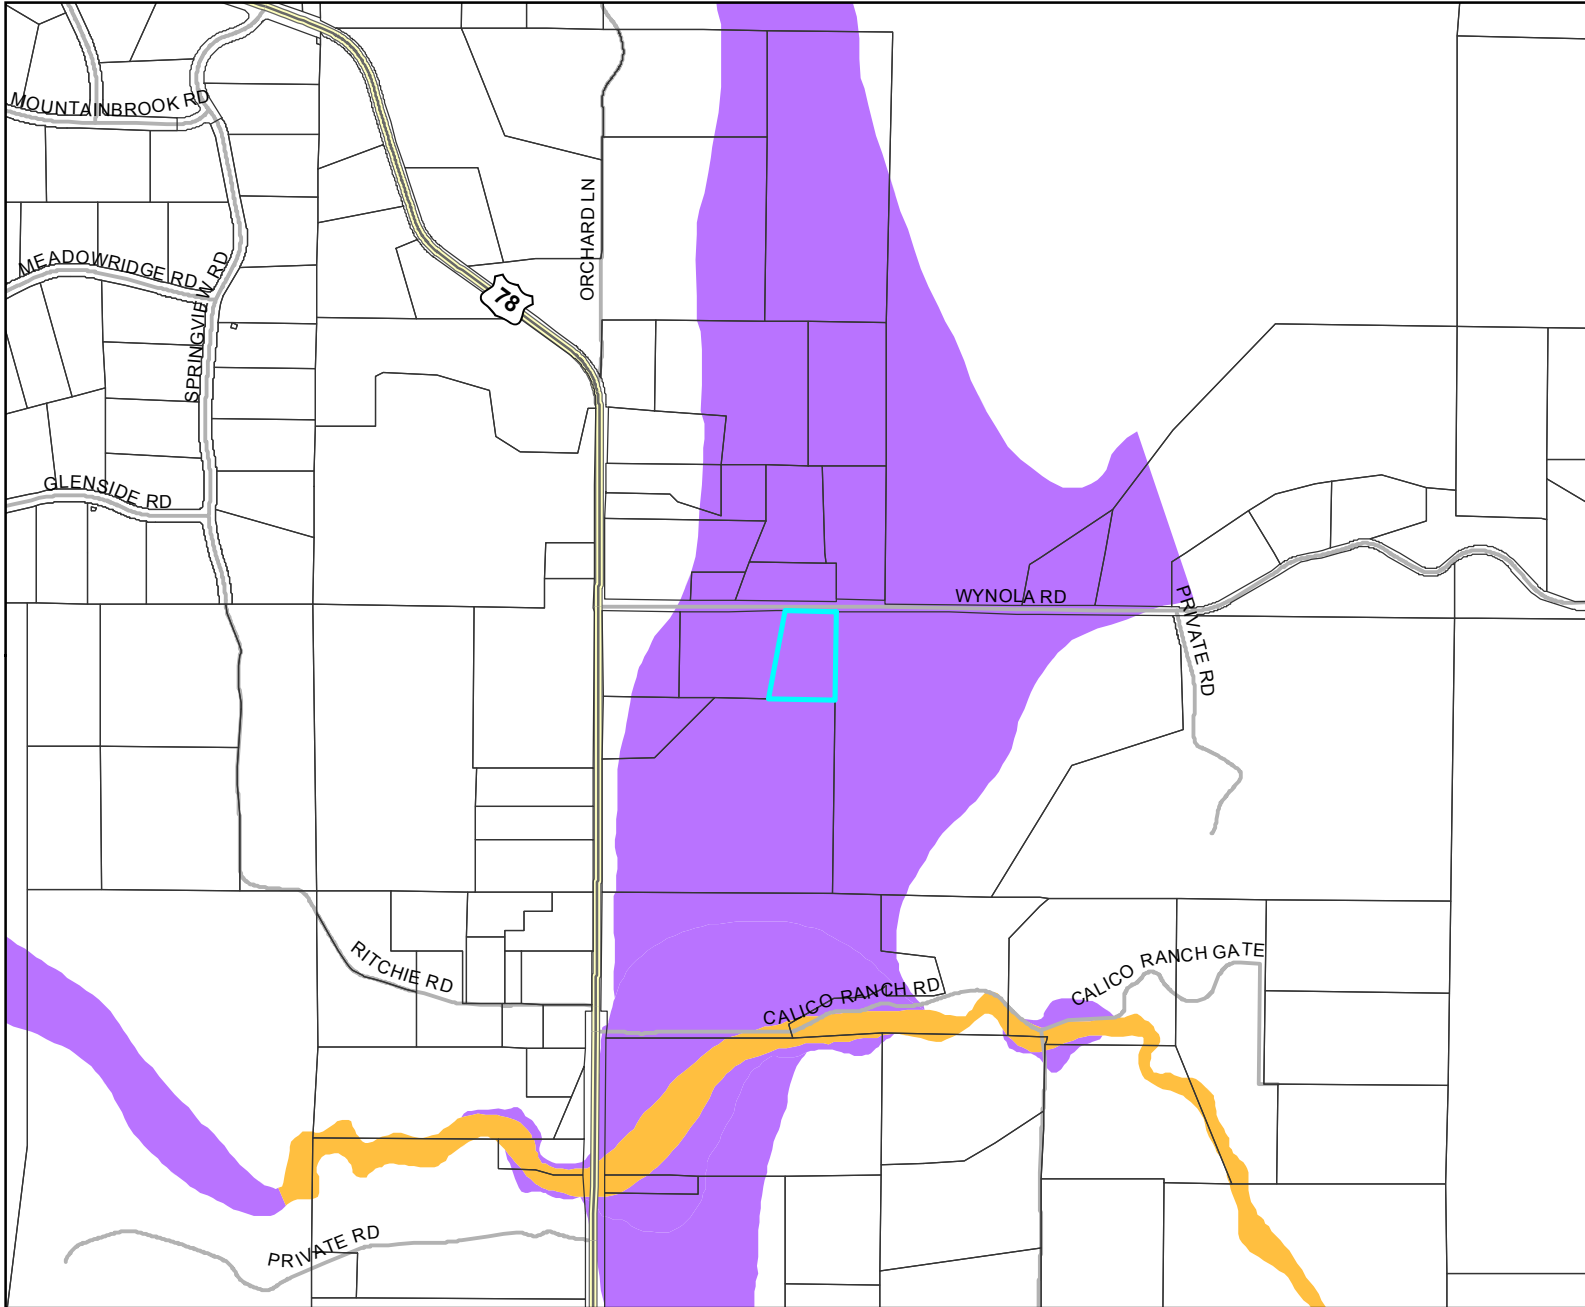 MOUNTAINBROOK RD
MEADOWRIDGE RD
SPRINGVIEW RD
ORCHARD LN
78
GLENSIDE RD
WYNOLA RD
PRIVATE RD
RITCHIE RD
CALICO RANCH RD
CALICO RANCH GATE
PRIVATE RD